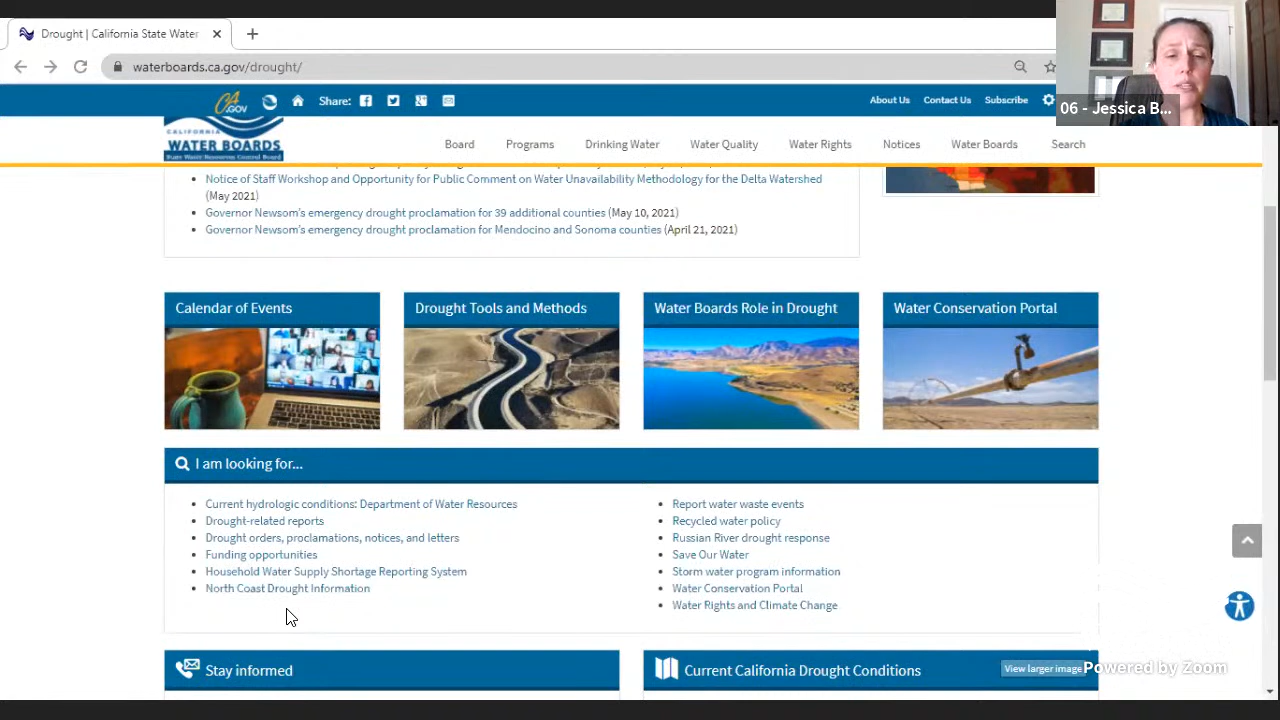 Drought | California State Water
waterboards.ca.gov/drought/
06 - Jessica B...
CA.GOV
Share:
About Us
Contact Us
Subscribe
CALIFORNIA
WATER BOARDS
State Water Resources Control Board
Board
Programs
Drinking Water
Water Quality
Water Rights
Notices
Water Boards
Search
Notice of Staff Workshop and Opportunity for Public Comment on Water Unavailability Methodology for the Delta Watershed
(May 2021)
Governor Newsom's emergency drought proclamation for 39 additional counties (May 10, 2021)
Governor Newsom's emergency drought proclamation for Mendocino and Sonoma counties (April 21, 2021)
Calendar of Events
Drought Tools and Methods
Water Boards Role in Drought
Water Conservation Portal
I am looking for...
Current hydrologic conditions: Department of Water Resources
Drought-related reports
Drought orders, proclamations, notices, and letters
Funding opportunities
Household Water Supply Shortage Reporting System
North Coast Drought Information
Report water waste events
Recycled water policy
Russian River drought response
Save Our Water
Storm water program information
Water Conservation Portal
Water Rights and Climate Change
Stay informed
Current California Drought Conditions
View larger image
Powered by Zoom